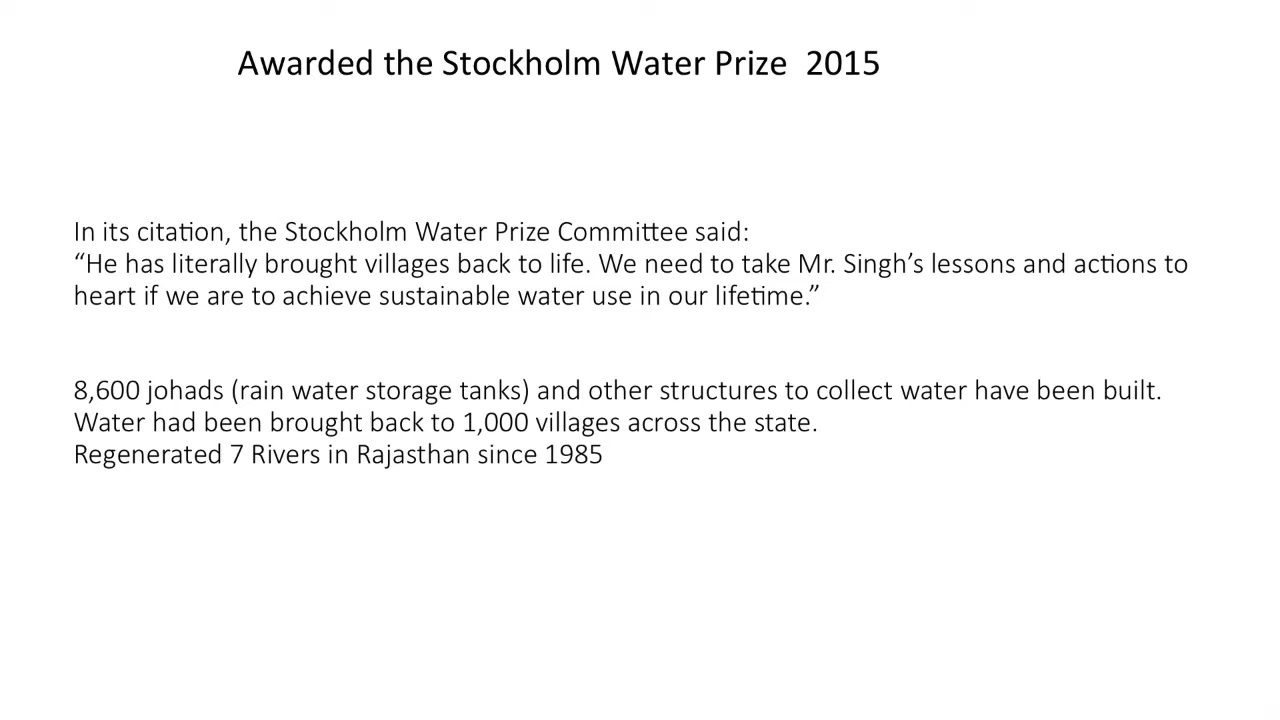 Awarded the Stockholm Water Prize  2015
In its citation, the Stockholm Water Prize Committee said:
“He has literally brought villages back to life. We need to take Mr. Singh’s lessons and actions to
heart if we are to achieve sustainable water use in our lifetime.”
8,600 johads (rain water storage tanks) and other structures to collect water have been built.
Water had been brought back to 1,000 villages across the state.
Regenerated 7 Rivers in Rajasthan since 1985